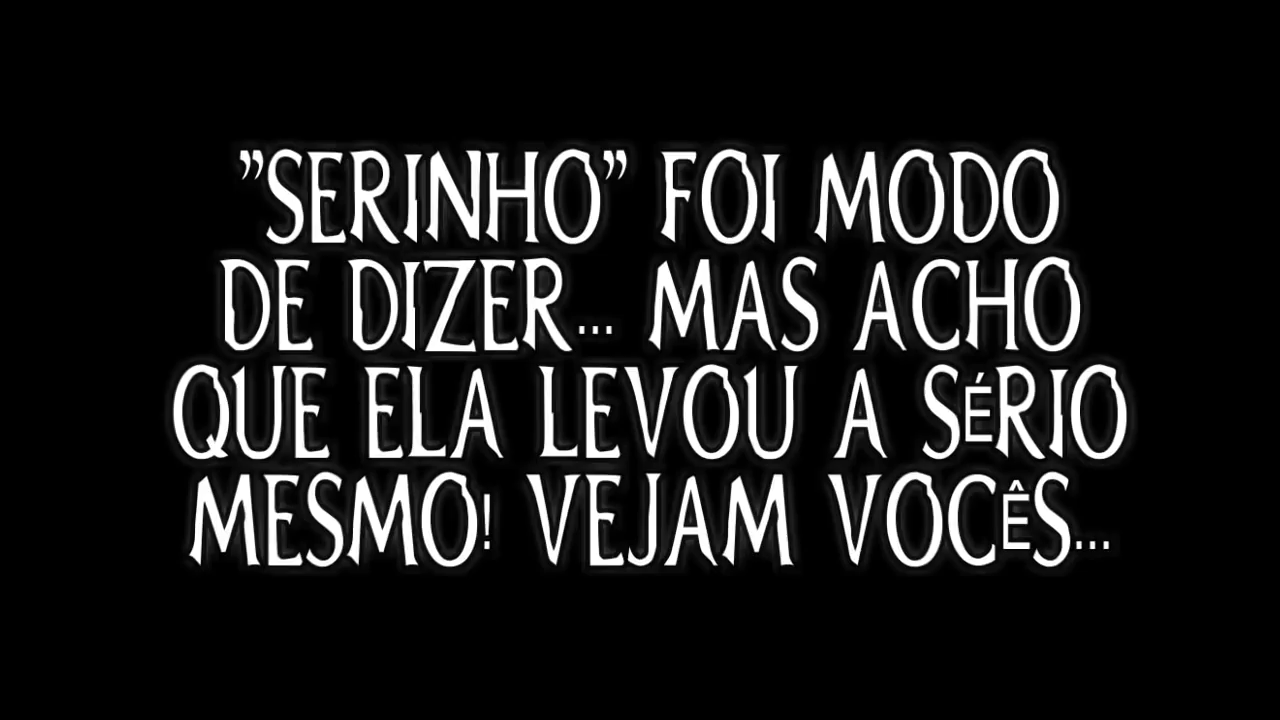 ”SERINHO” FOI MODO
DE DIZER... MAS ACHO
QUE ELA LEVOU A SÉRIO
MESMO! VEJAM VOCÊS...